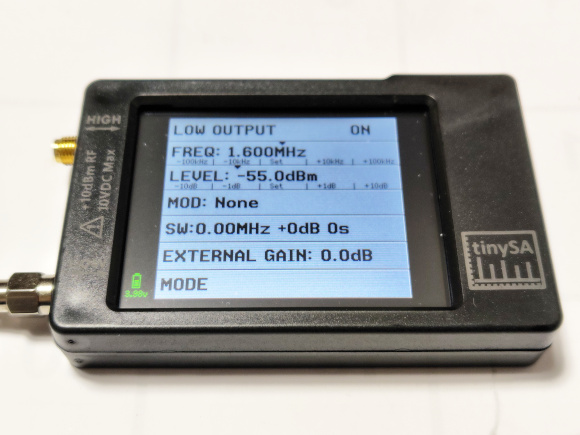 HIGH
+10dBm RF
10VDC Max
LOW OUTPUT ON
FREQ: 1.600MHz
-100kHz | -10kHz | Set | +10kHz | +100kHz
LEVEL: -55.0dBm
-10dB | -1dB | Set | +1dB | +10dB
MOD: None
SW:0.00MHz +0dB 0s
EXTERNAL GAIN: 0.0dB
MODE
tinySA